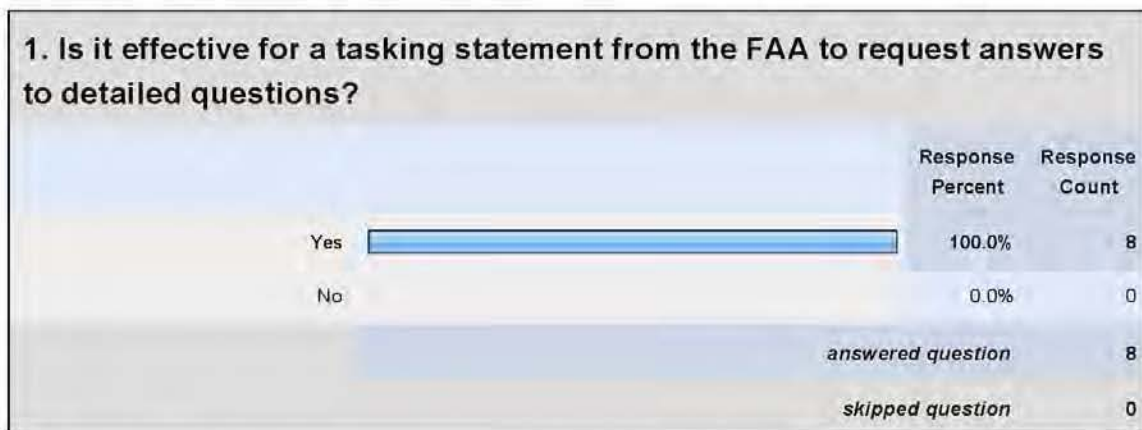 1. Is it effective for a tasking statement from the FAA to request answers
to detailed questions?
Response Percent Response Count
Yes 100.0% 8
No 0.0% 0
answered question 8
skipped question 0